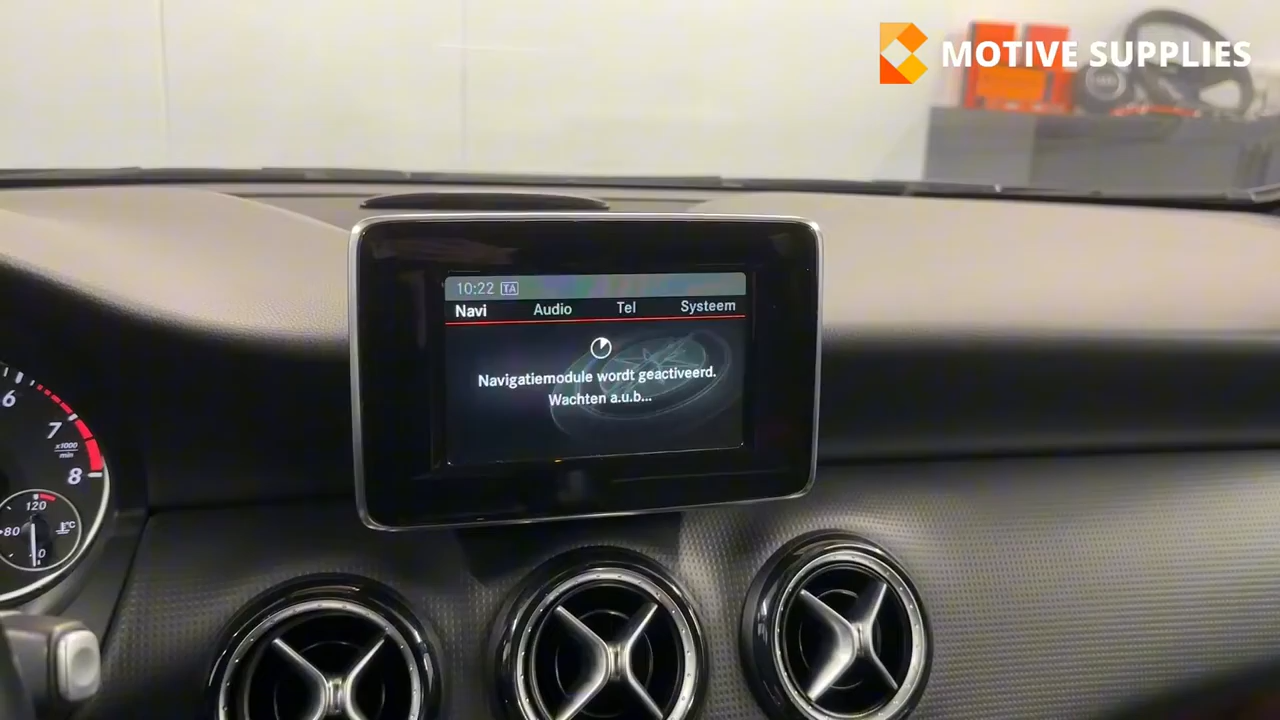 MOTIVE SUPPLIES
10:22 TA
Navi Audio Tel Systeem
Navigatiemodule wordt geactiveerd.
Wachten a.u.b...
6
7
x1000
min
8
120
80 °C
0